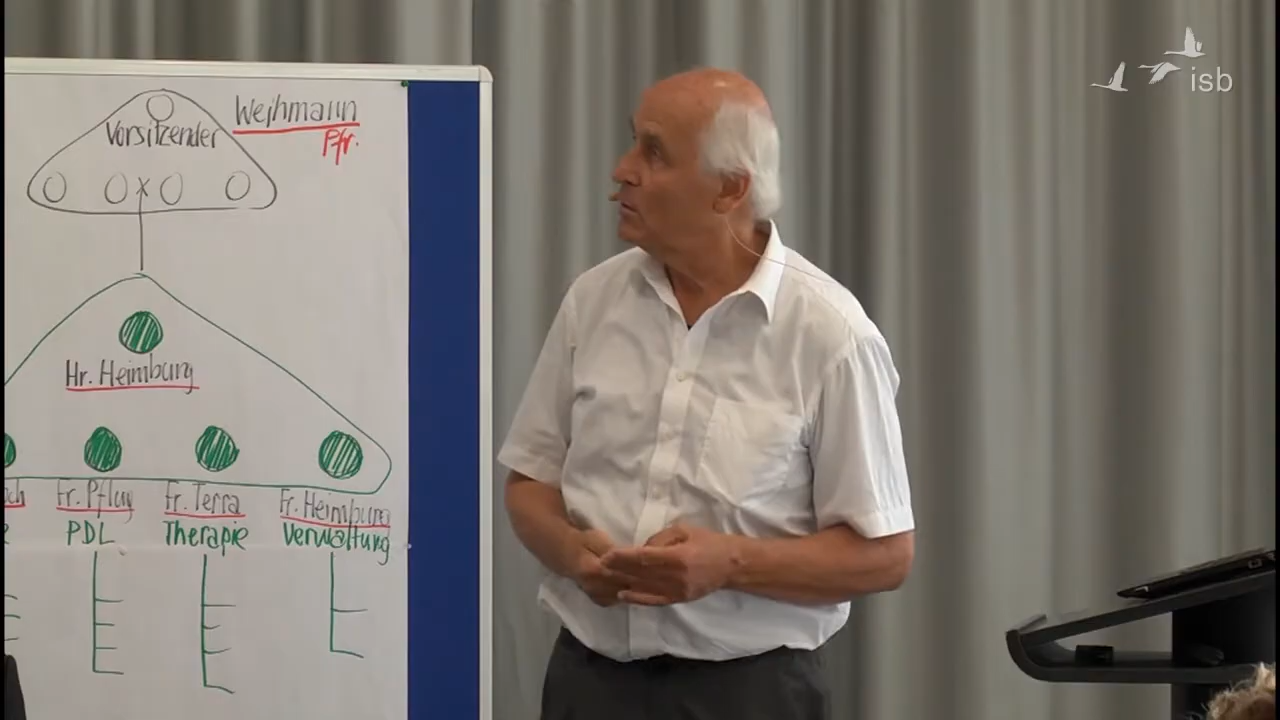 Weihmann
Pfr.
Vorsitzender
isb
Hr. Heimburg
Fr. Pflug
Fr. Terra
Fr. Heimburg
PDL
Therapie
Verwaltung